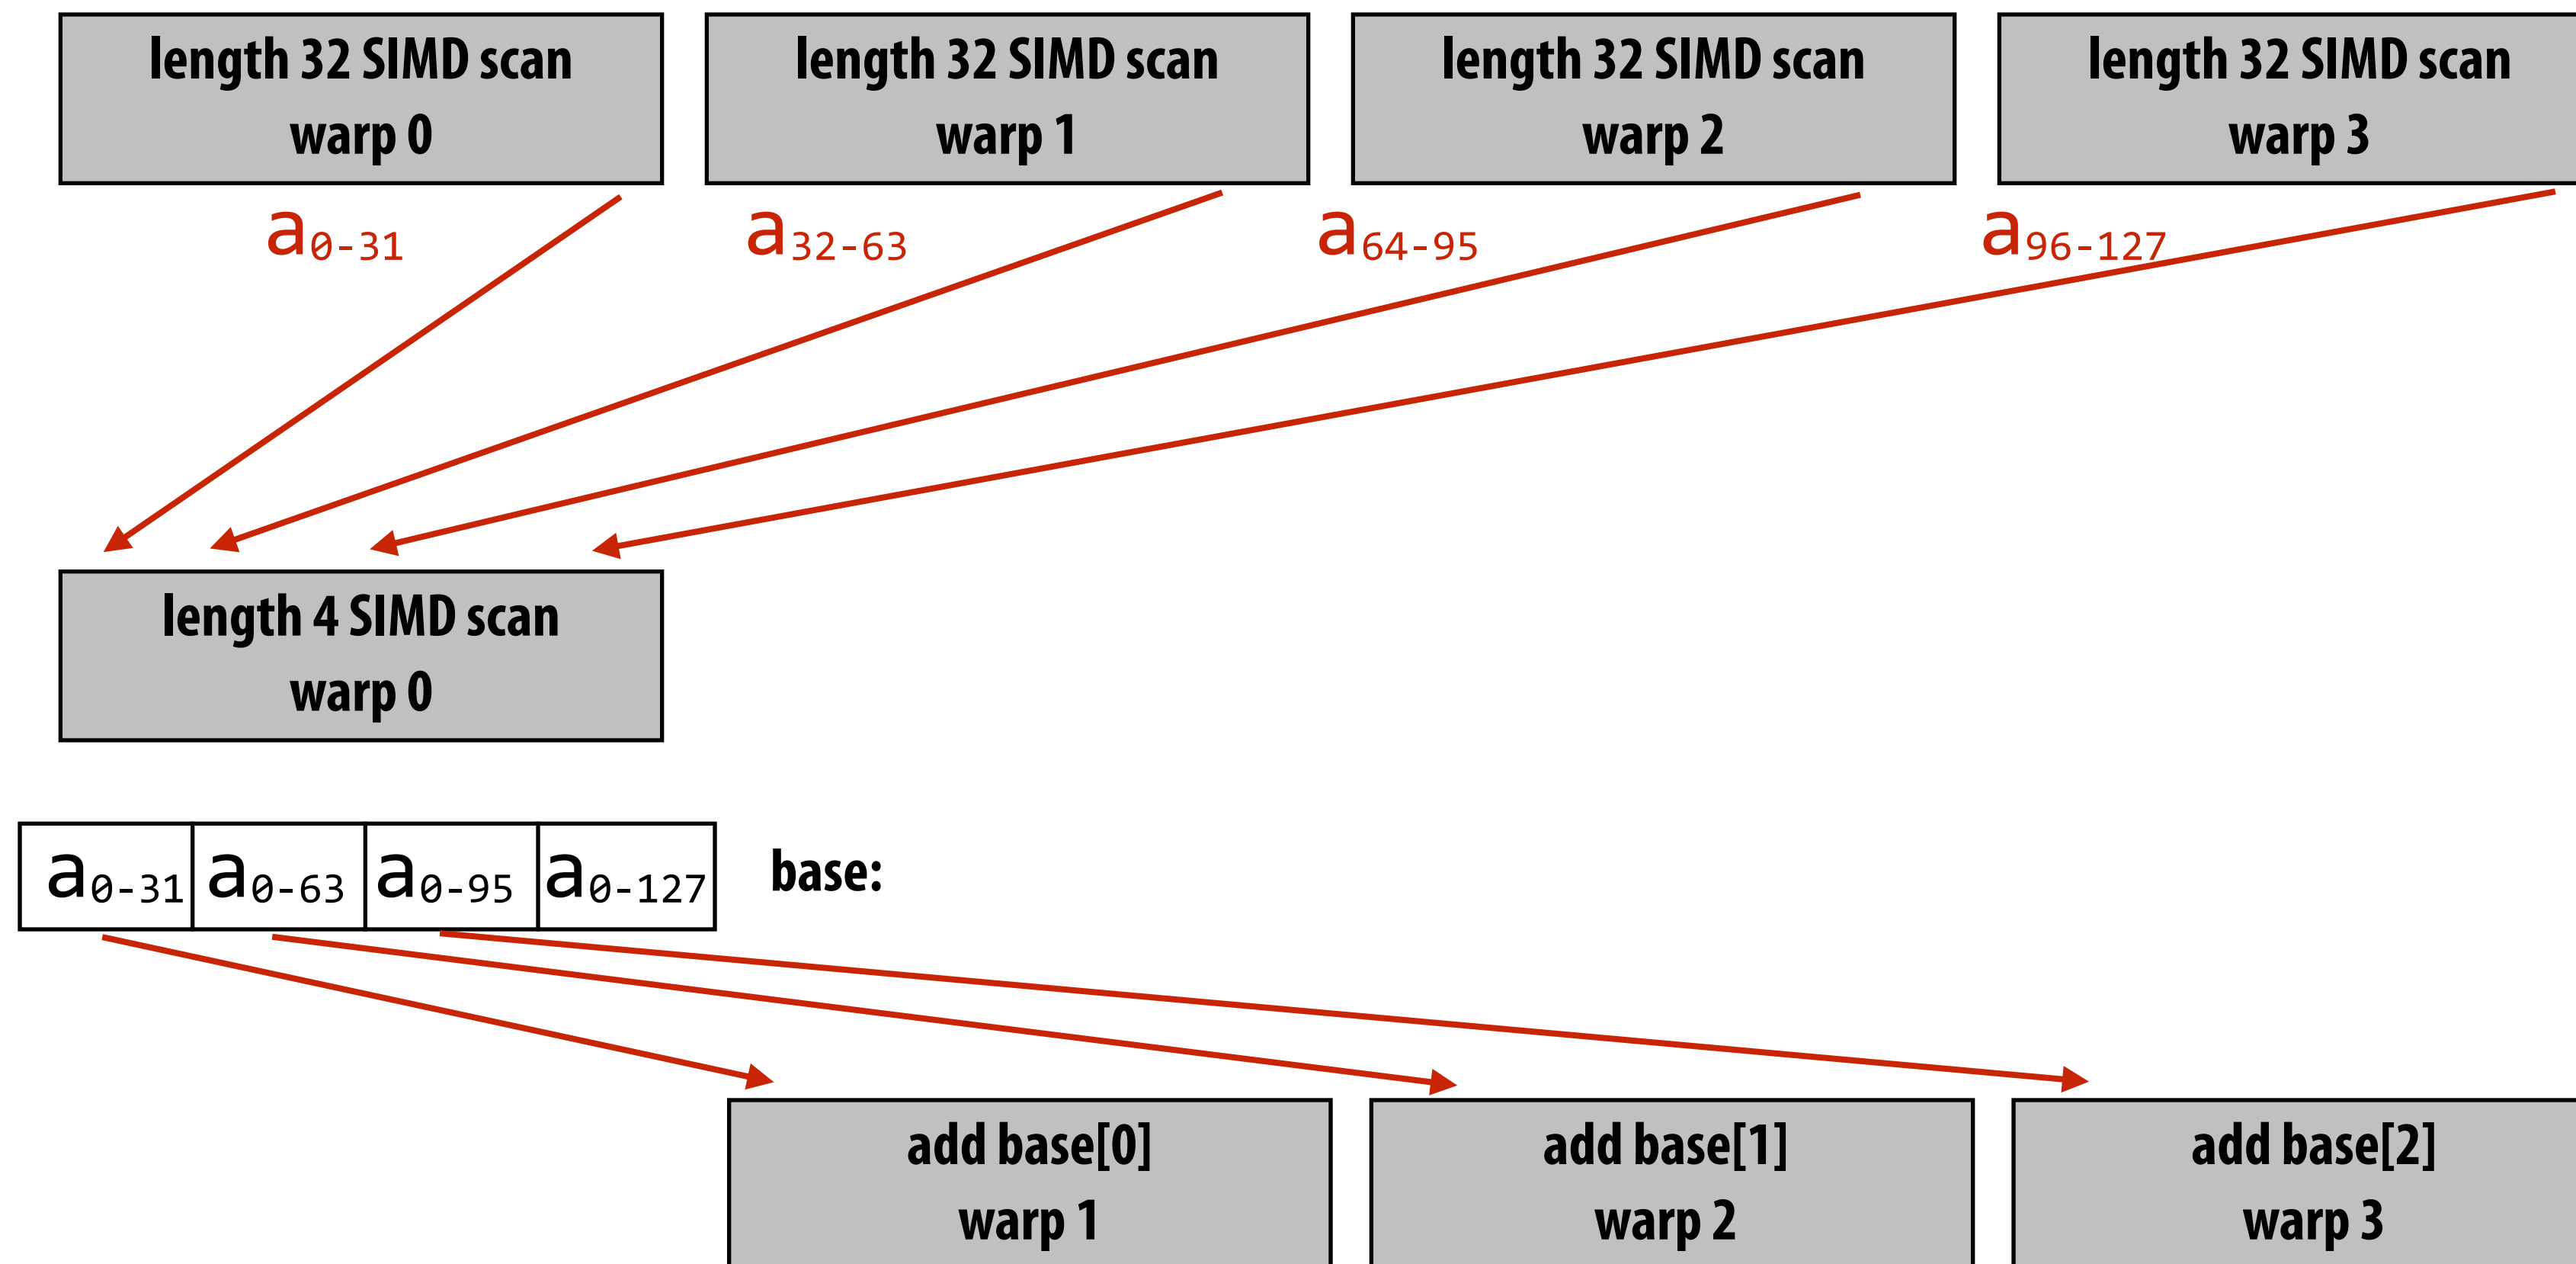 length 32 SIMD scan
warp 0
length 32 SIMD scan
warp 1
length 32 SIMD scan
warp 2
length 32 SIMD scan
warp 3
a0-31
a32-63
a64-95
a96-127
length 4 SIMD scan
warp 0
a0-31 a0-63 a0-95 a0-127 base:
add base[0]
warp 1
add base[1]
warp 2
add base[2]
warp 3